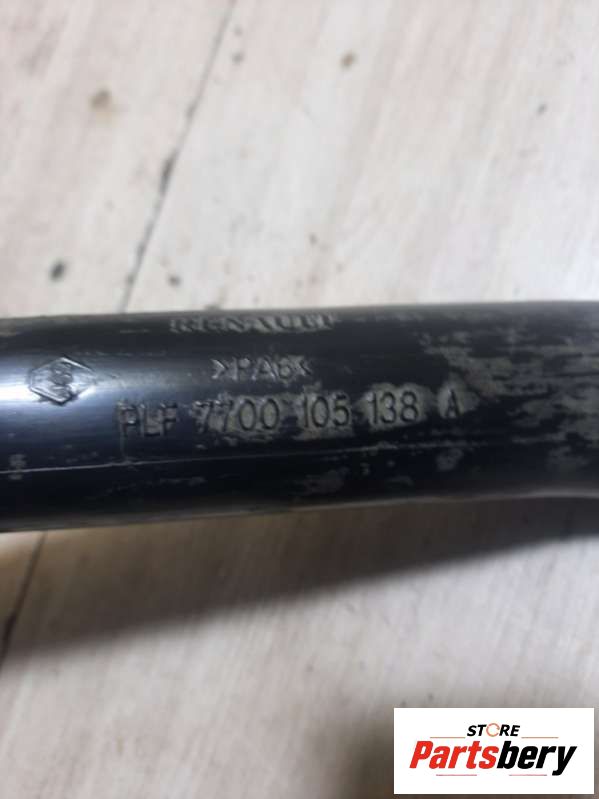 RENAULT
>PA6<
PLF 7700 105 138 A
STORE
Partsbery